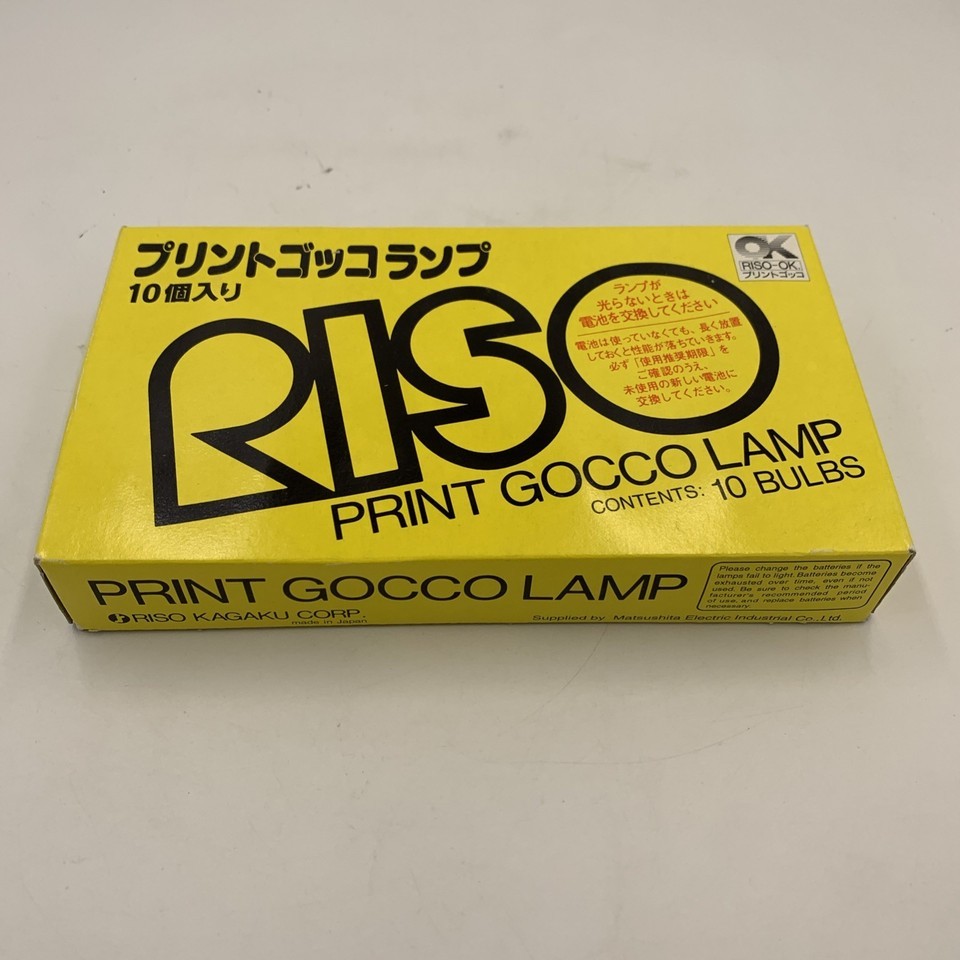 プリントゴッコランプ
10個入り
RISO
OK
RISO-OK
プリントゴッコ
ランプが
光らないときは
電池を交換してください
電池は使っていなくても、長く放置
しておくと性能が落ちていきます。
必ず「使用推奨期限」を
ご確認のうえ、
未使用の新しい電池に
交換してください。
PRINT GOCCO LAMP
CONTENTS: 10 BULBS
PRINT GOCCO LAMP
RISO KAGAKU CORP.
made in Japan
Please change the batteries if the
lamps fail to light. Batteries become
exhausted over time, even if not
used. Be sure to check the manu-
facturer's recommended period
of use, and replace batteries when
necessary.
Supplied by Matsushita Electric Industrial Co.,Ltd.